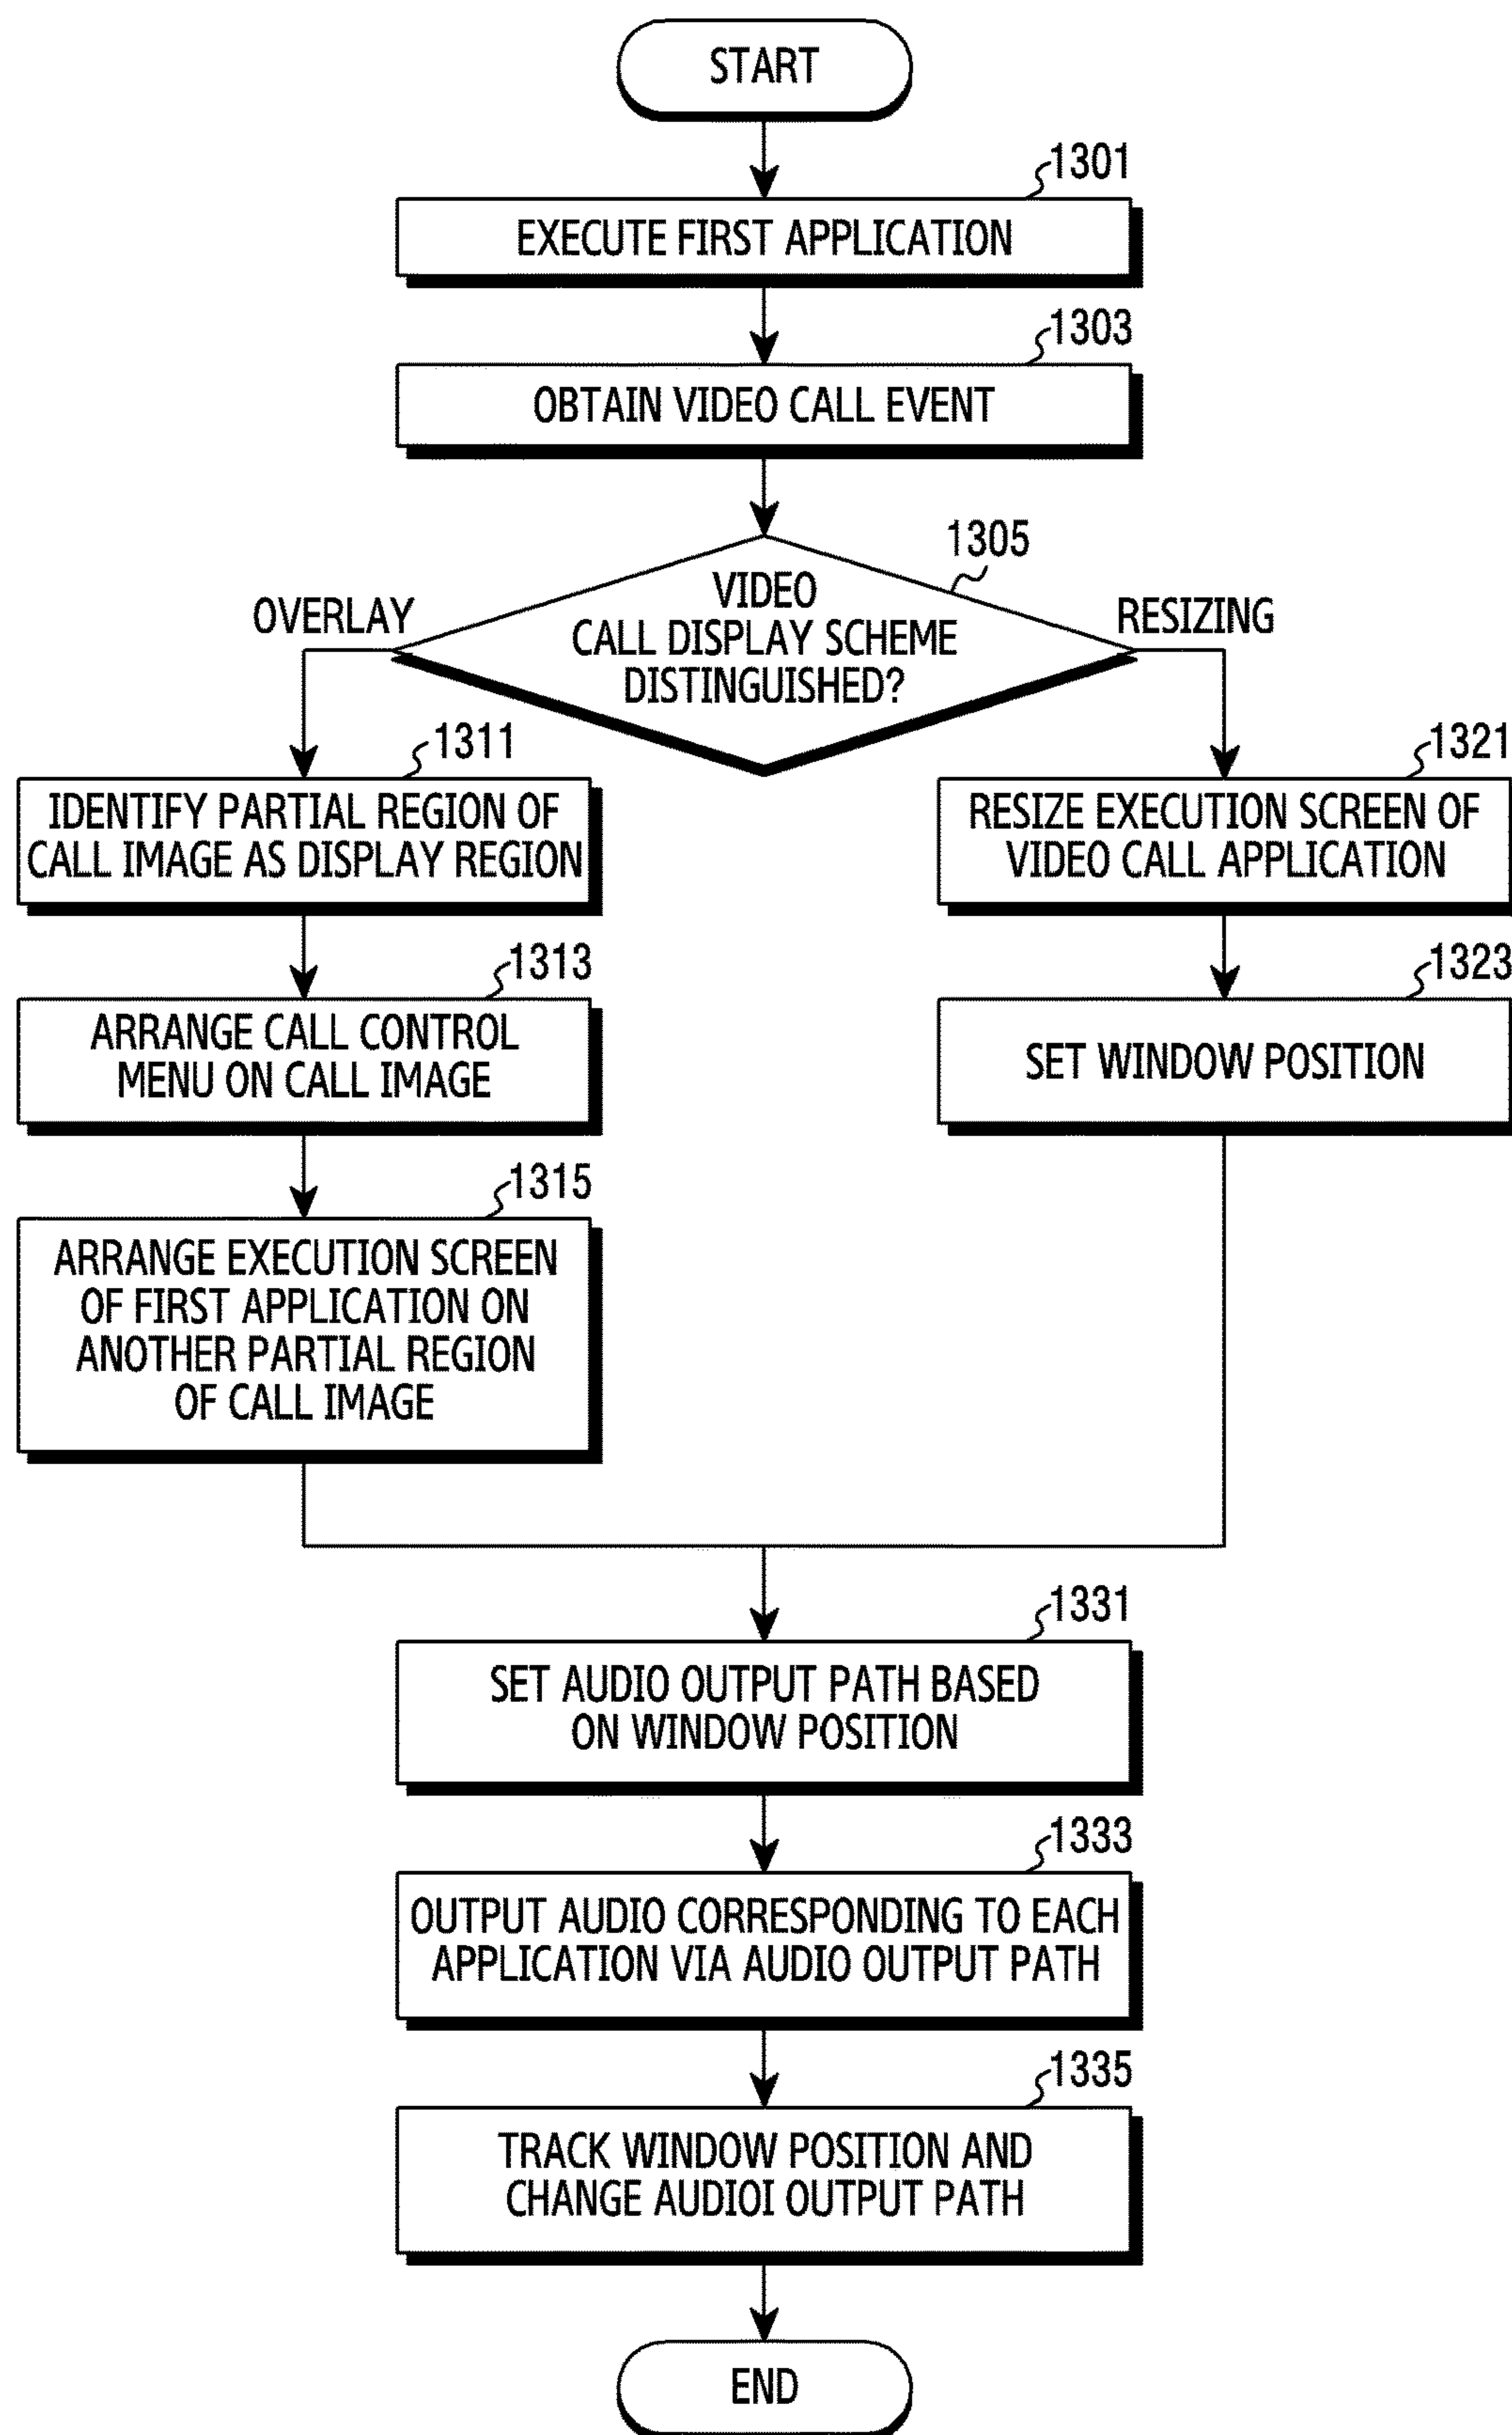 START
1301
EXECUTE FIRST APPLICATION
1303
OBTAIN VIDEO CALL EVENT
1305
VIDEO
CALL DISPLAY SCHEME
DISTINGUISHED?
OVERLAY
RESIZING
1311
IDENTIFY PARTIAL REGION OF
CALL IMAGE AS DISPLAY REGION
1313
ARRANGE CALL CONTROL
MENU ON CALL IMAGE
1315
ARRANGE EXECUTION SCREEN
OF FIRST APPLICATION ON
ANOTHER PARTIAL REGION
OF CALL IMAGE
1321
RESIZE EXECUTION SCREEN OF
VIDEO CALL APPLICATION
1323
SET WINDOW POSITION
1331
SET AUDIO OUTPUT PATH BASED
ON WINDOW POSITION
1333
OUTPUT AUDIO CORRESPONDING TO EACH
APPLICATION VIA AUDIO OUTPUT PATH
1335
TRACK WINDOW POSITION AND
CHANGE AUDIOI OUTPUT PATH
END